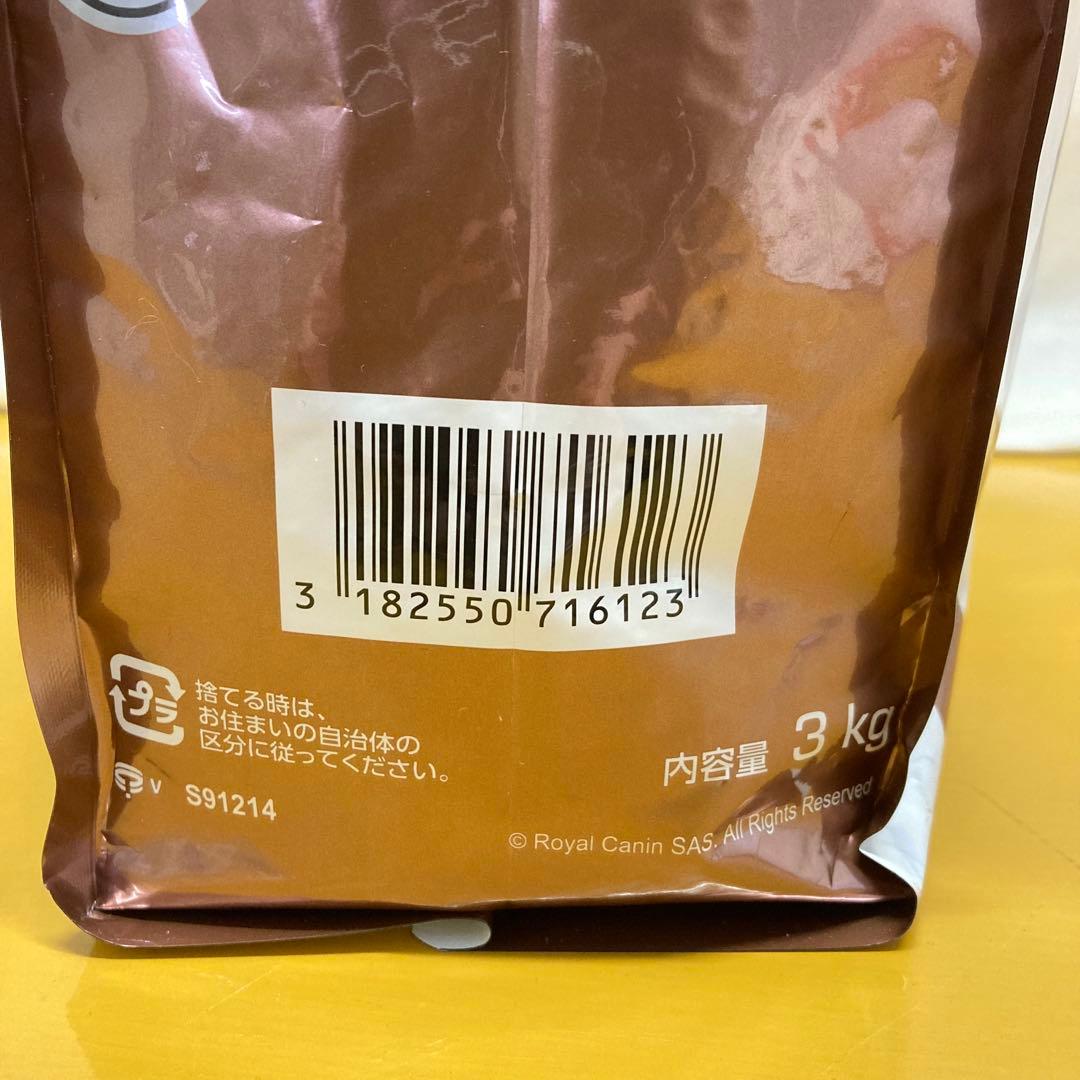 3 182550 716123
プラ
捨てる時は、
お住まいの自治体の
区分に従ってください。
V S91214
内容量 3 kg
© Royal Canin SAS. All Rights Reserved